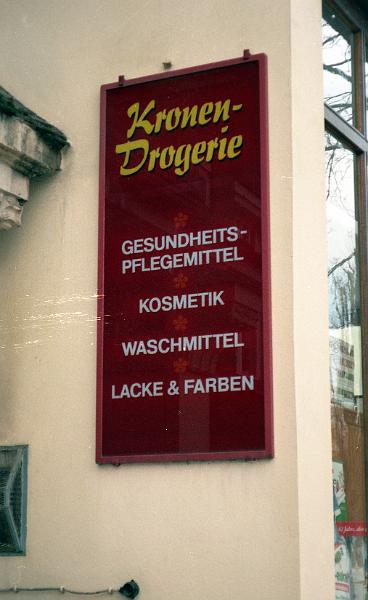 Kronen-
Drogerie
GESUNDHEITS-
PFLEGEMITTEL
KOSMETIK
WASCHMITTEL
LACKE & FARBEN